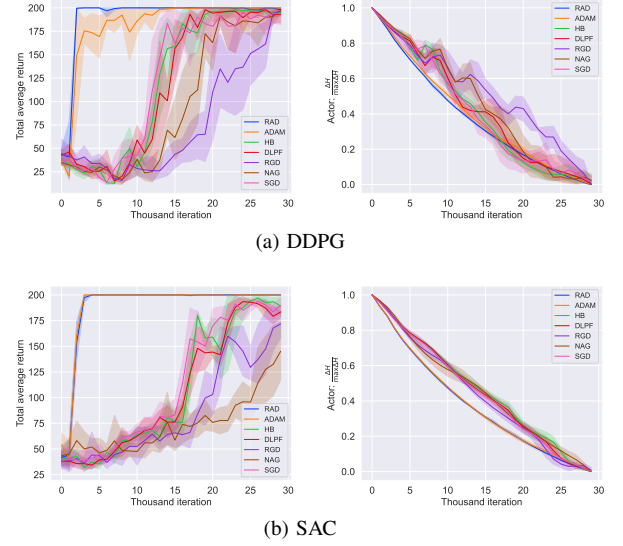 200
175
150
125
100
75
50
25
Total average return
0
5
10
15
20
25
30
Thousand iteration
RAD
ADAM
HB
DLPF
RGD
NAG
SGD
1.0
0.8
0.6
0.4
0.2
0.0
Actor: ΔH/maxΔH
0
5
10
15
20
25
30
Thousand iteration
RAD
ADAM
HB
DLPF
RGD
NAG
SGD
(a) DDPG
200
175
150
125
100
75
50
25
Total average return
0
5
10
15
20
25
30
Thousand iteration
RAD
ADAM
HB
DLPF
RGD
NAG
SGD
1.0
0.8
0.6
0.4
0.2
0.0
Actor: ΔH/maxΔH
0
5
10
15
20
25
30
Thousand iteration
RAD
ADAM
HB
DLPF
RGD
NAG
SGD
(b) SAC